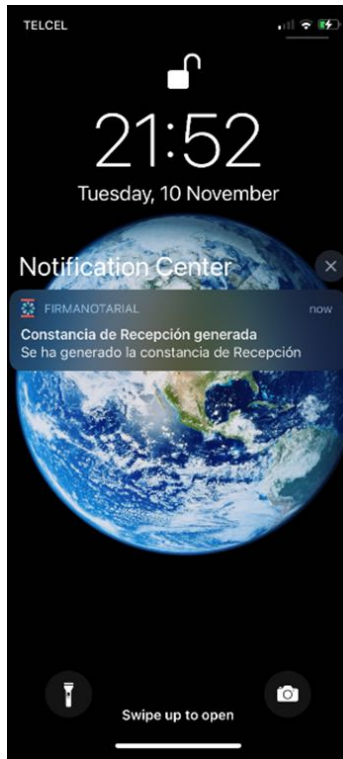 TELCEL
21:52
Tuesday, 10 November
Notification Center
FIRMANOTARIAL now
Constancia de Recepción generada
Se ha generado la constancia de Recepción
Swipe up to open